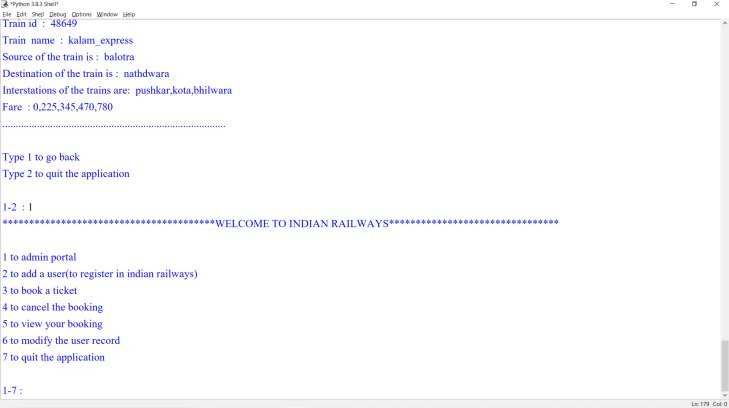 *Python 3.8.3 Shell*
File Edit Shell Debug Options Window Help
Train id : 48649
Train name : kalam_express
Source of the train is : balotra
Destination of the train is : nathdwara
Interstations of the trains are: pushkar,kota,bhilwara
Fare : 0,225,345,470,780
.....................................................................................
Type 1 to go back
Type 2 to quit the application
1-2 : 1
****************************************WELCOME TO INDIAN RAILWAYS********************************
1 to admin portal
2 to add a user(to register in indian railways)
3 to book a ticket
4 to cancel the booking
5 to view your booking
6 to modify the user record
7 to quit the application
1-7 :
Ln: 179 Col: 0